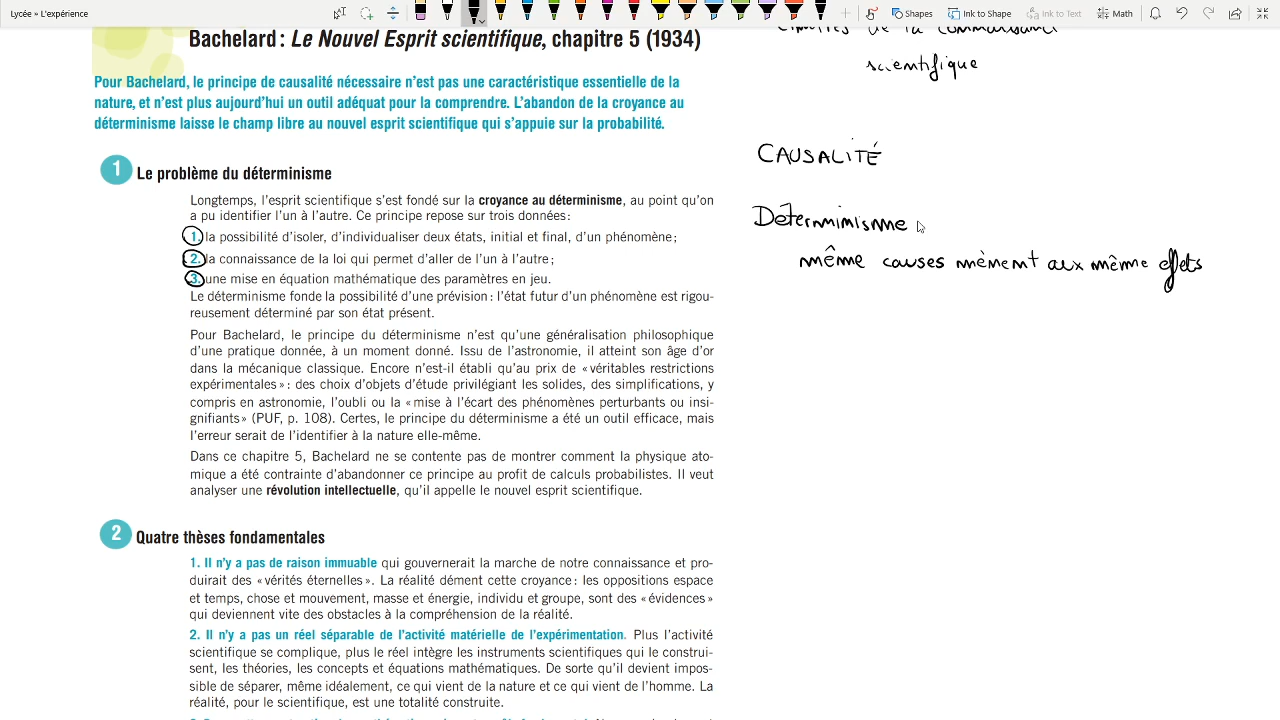 Lycée » L'expérience
Shapes
Ink to Shape
Ink to Text
Math
Bachelard : Le Nouvel Esprit scientifique, chapitre 5 (1934)
Pour Bachelard, le principe de causalité nécessaire n'est pas une caractéristique essentielle de la
nature, et n'est plus aujourd'hui un outil adéquat pour la comprendre. L'abandon de la croyance au
déterminisme laisse le champ libre au nouvel esprit scientifique qui s'appuie sur la probabilité.
1 Le problème du déterminisme
Longtemps, l'esprit scientifique s'est fondé sur la croyance au déterminisme, au point qu'on
a pu identifier l'un à l'autre. Ce principe repose sur trois données :
1. la possibilité d'isoler, d'individualiser deux états, initial et final, d'un phénomène ;
2. la connaissance de la loi qui permet d'aller de l'un à l'autre ;
3. une mise en équation mathématique des paramètres en jeu.
Le déterminisme fonde la possibilité d'une prévision : l'état futur d'un phénomène est rigou-
reusement déterminé par son état présent.
Pour Bachelard, le principe du déterminisme n'est qu'une généralisation philosophique
d'une pratique donnée, à un moment donné. Issu de l'astronomie, il atteint son âge d'or
dans la mécanique classique. Encore n'est-il établi qu'au prix de « véritables restrictions
expérimentales » : des choix d'objets d'étude privilégiant les solides, des simplifications, y
compris en astronomie, l'oubli ou la « mise à l'écart des phénomènes perturbants ou insi-
gnifiants » (PUF, p. 108). Certes, le principe du déterminisme a été un outil efficace, mais
l'erreur serait de l'identifier à la nature elle-même.
Dans ce chapitre 5, Bachelard ne se contente pas de montrer comment la physique ato-
mique a été contrainte d'abandonner ce principe au profit de calculs probabilistes. Il veut
analyser une révolution intellectuelle, qu'il appelle le nouvel esprit scientifique.
2 Quatre thèses fondamentales
1. Il n'y a pas de raison immuable qui gouvernerait la marche de notre connaissance et pro-
duirait des « vérités éternelles ». La réalité dément cette croyance : les oppositions espace
et temps, chose et mouvement, masse et énergie, individu et groupe, sont des « évidences »
qui deviennent vite des obstacles à la compréhension de la réalité.
2. Il n'y a pas un réel séparable de l'activité matérielle de l'expérimentation. Plus l'activité
scientifique se complique, plus le réel intègre les instruments scientifiques qui le construi-
sent, les théories, les concepts et équations mathématiques. De sorte qu'il devient impos-
sible de séparer, même idéalement, ce qui vient de la nature et ce qui vient de l'homme. La
réalité, pour le scientifique, est une totalité construite.
de la
scientifique
CAUSALITÉ
Déterminisme
même causes mènent aux même effets